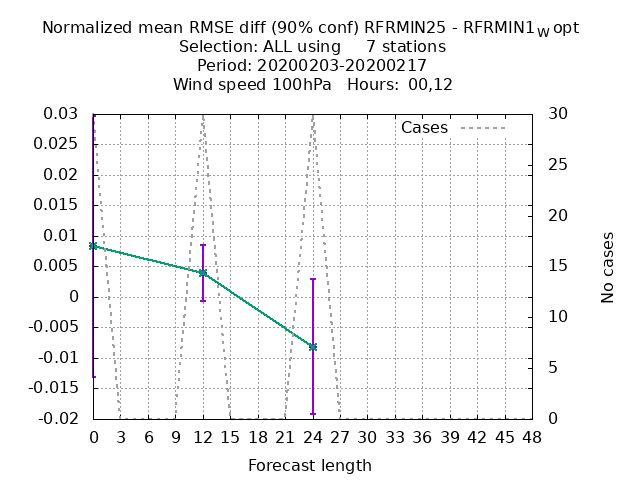 Normalized mean RMSE diff (90% conf) RFRMIN25 - RFRMIN1W opt
Selection: ALL using 7 stations
Period: 20200203-20200217
Wind speed 100hPa Hours: 00,12
Cases
0.03
0.025
0.02
0.015
0.01
0.005
0
-0.005
-0.01
-0.015
-0.02
30
25
20
15
10
5
0
No cases
0 3 6 9 12 15 18 21 24 27 30 33 36 39 42 45 48
Forecast length